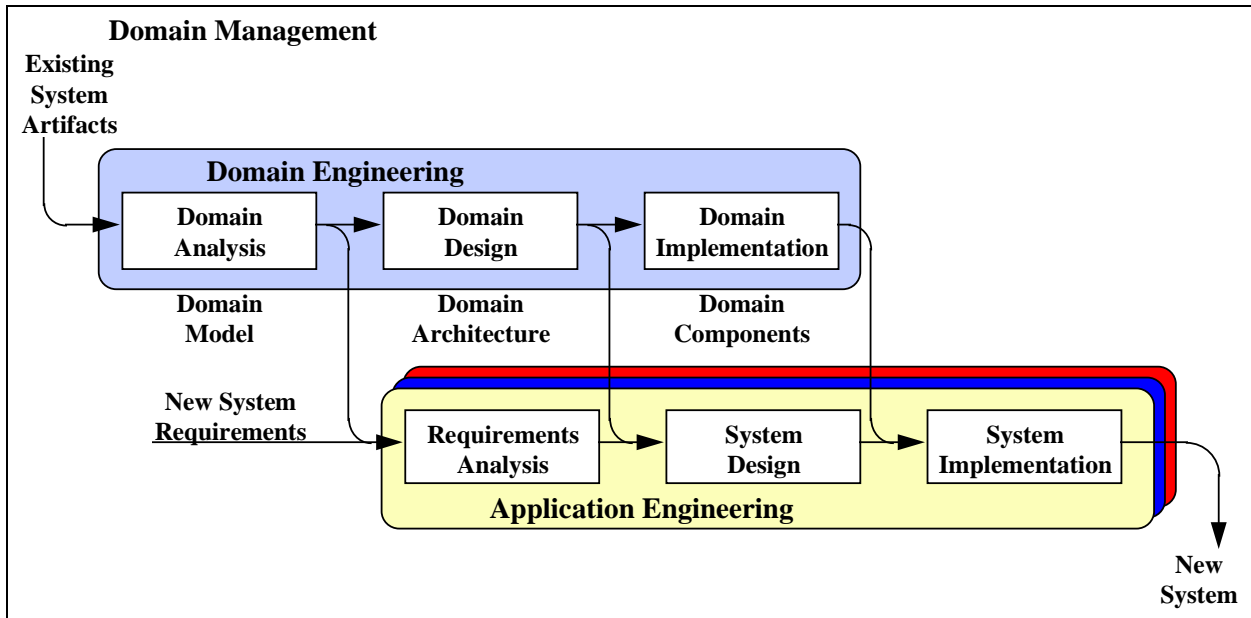 Domain Management
Existing
System
Artifacts
Domain Engineering
Domain
Analysis
Domain
Design
Domain
Implementation
Domain
Model
Domain
Architecture
Domain
Components
New System
Requirements
Requirements
Analysis
System
Design
System
Implementation
Application Engineering
New
System